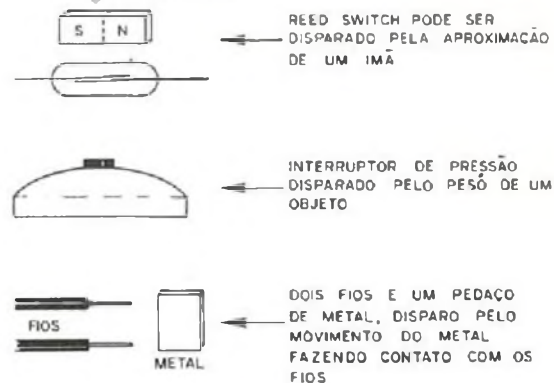 S N
REED SWITCH PODE SER
DISPARADO PELA APROXIMAÇÃO
DE UM IMÃ
INTERRUPTOR DE PRESSÃO
DISPARADO PELO PESO DE UM
OBJETO
FIOS
METAL
DOIS FIOS E UM PEDAÇO
DE METAL, DISPARO PELO
MOVIMENTO DO METAL
FAZENDO CONTATO COM OS
FIOS